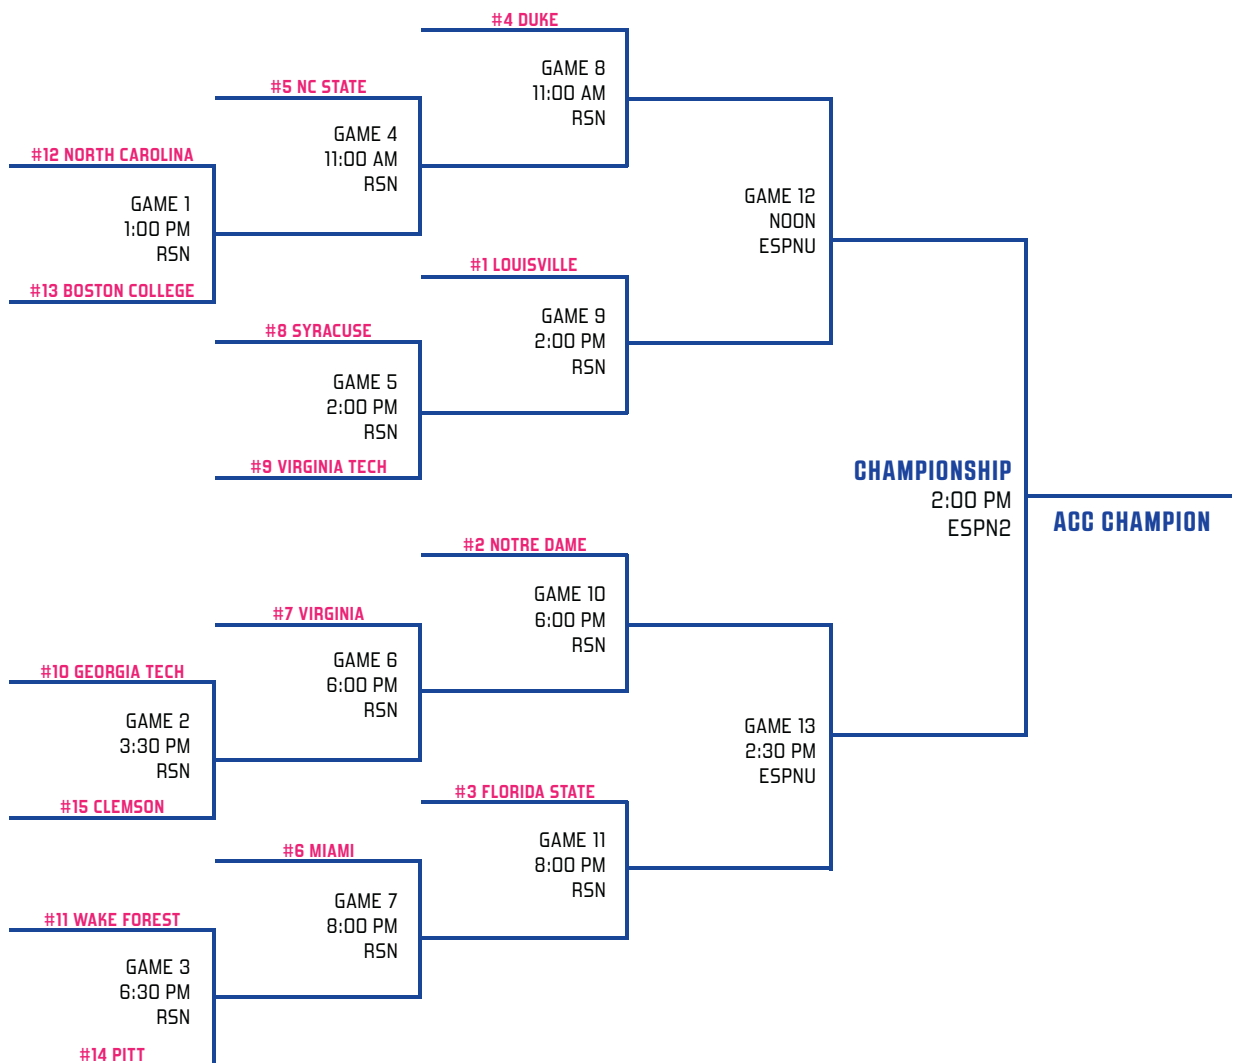 #4 DUKE
GAME 8
11:00 AM
RSN
#5 NC STATE
GAME 4
11:00 AM
RSN
#12 NORTH CAROLINA
GAME 1
1:00 PM
RSN
#13 BOSTON COLLEGE
GAME 12
NOON
ESPNU
#1 LOUISVILLE
GAME 9
2:00 PM
RSN
#8 SYRACUSE
GAME 5
2:00 PM
RSN
#9 VIRGINIA TECH
CHAMPIONSHIP
2:00 PM
ESPN2
ACC CHAMPION
#2 NOTRE DAME
GAME 10
6:00 PM
RSN
#7 VIRGINIA
GAME 6
6:00 PM
RSN
#10 GEORGIA TECH
GAME 2
3:30 PM
RSN
#15 CLEMSON
GAME 13
2:30 PM
ESPNU
#3 FLORIDA STATE
GAME 11
8:00 PM
RSN
#6 MIAMI
GAME 7
8:00 PM
RSN
#11 WAKE FOREST
GAME 3
6:30 PM
RSN
#14 PITT